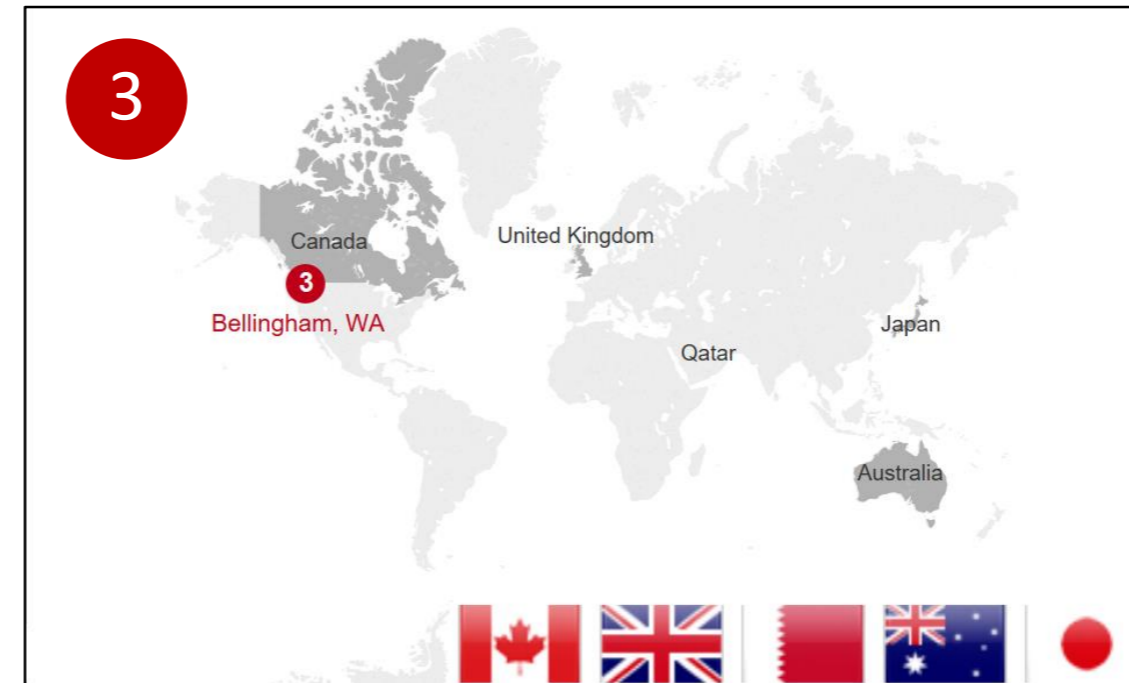 3
Canada
United Kingdom
3
Bellingham, WA
Japan
Qatar
Australia